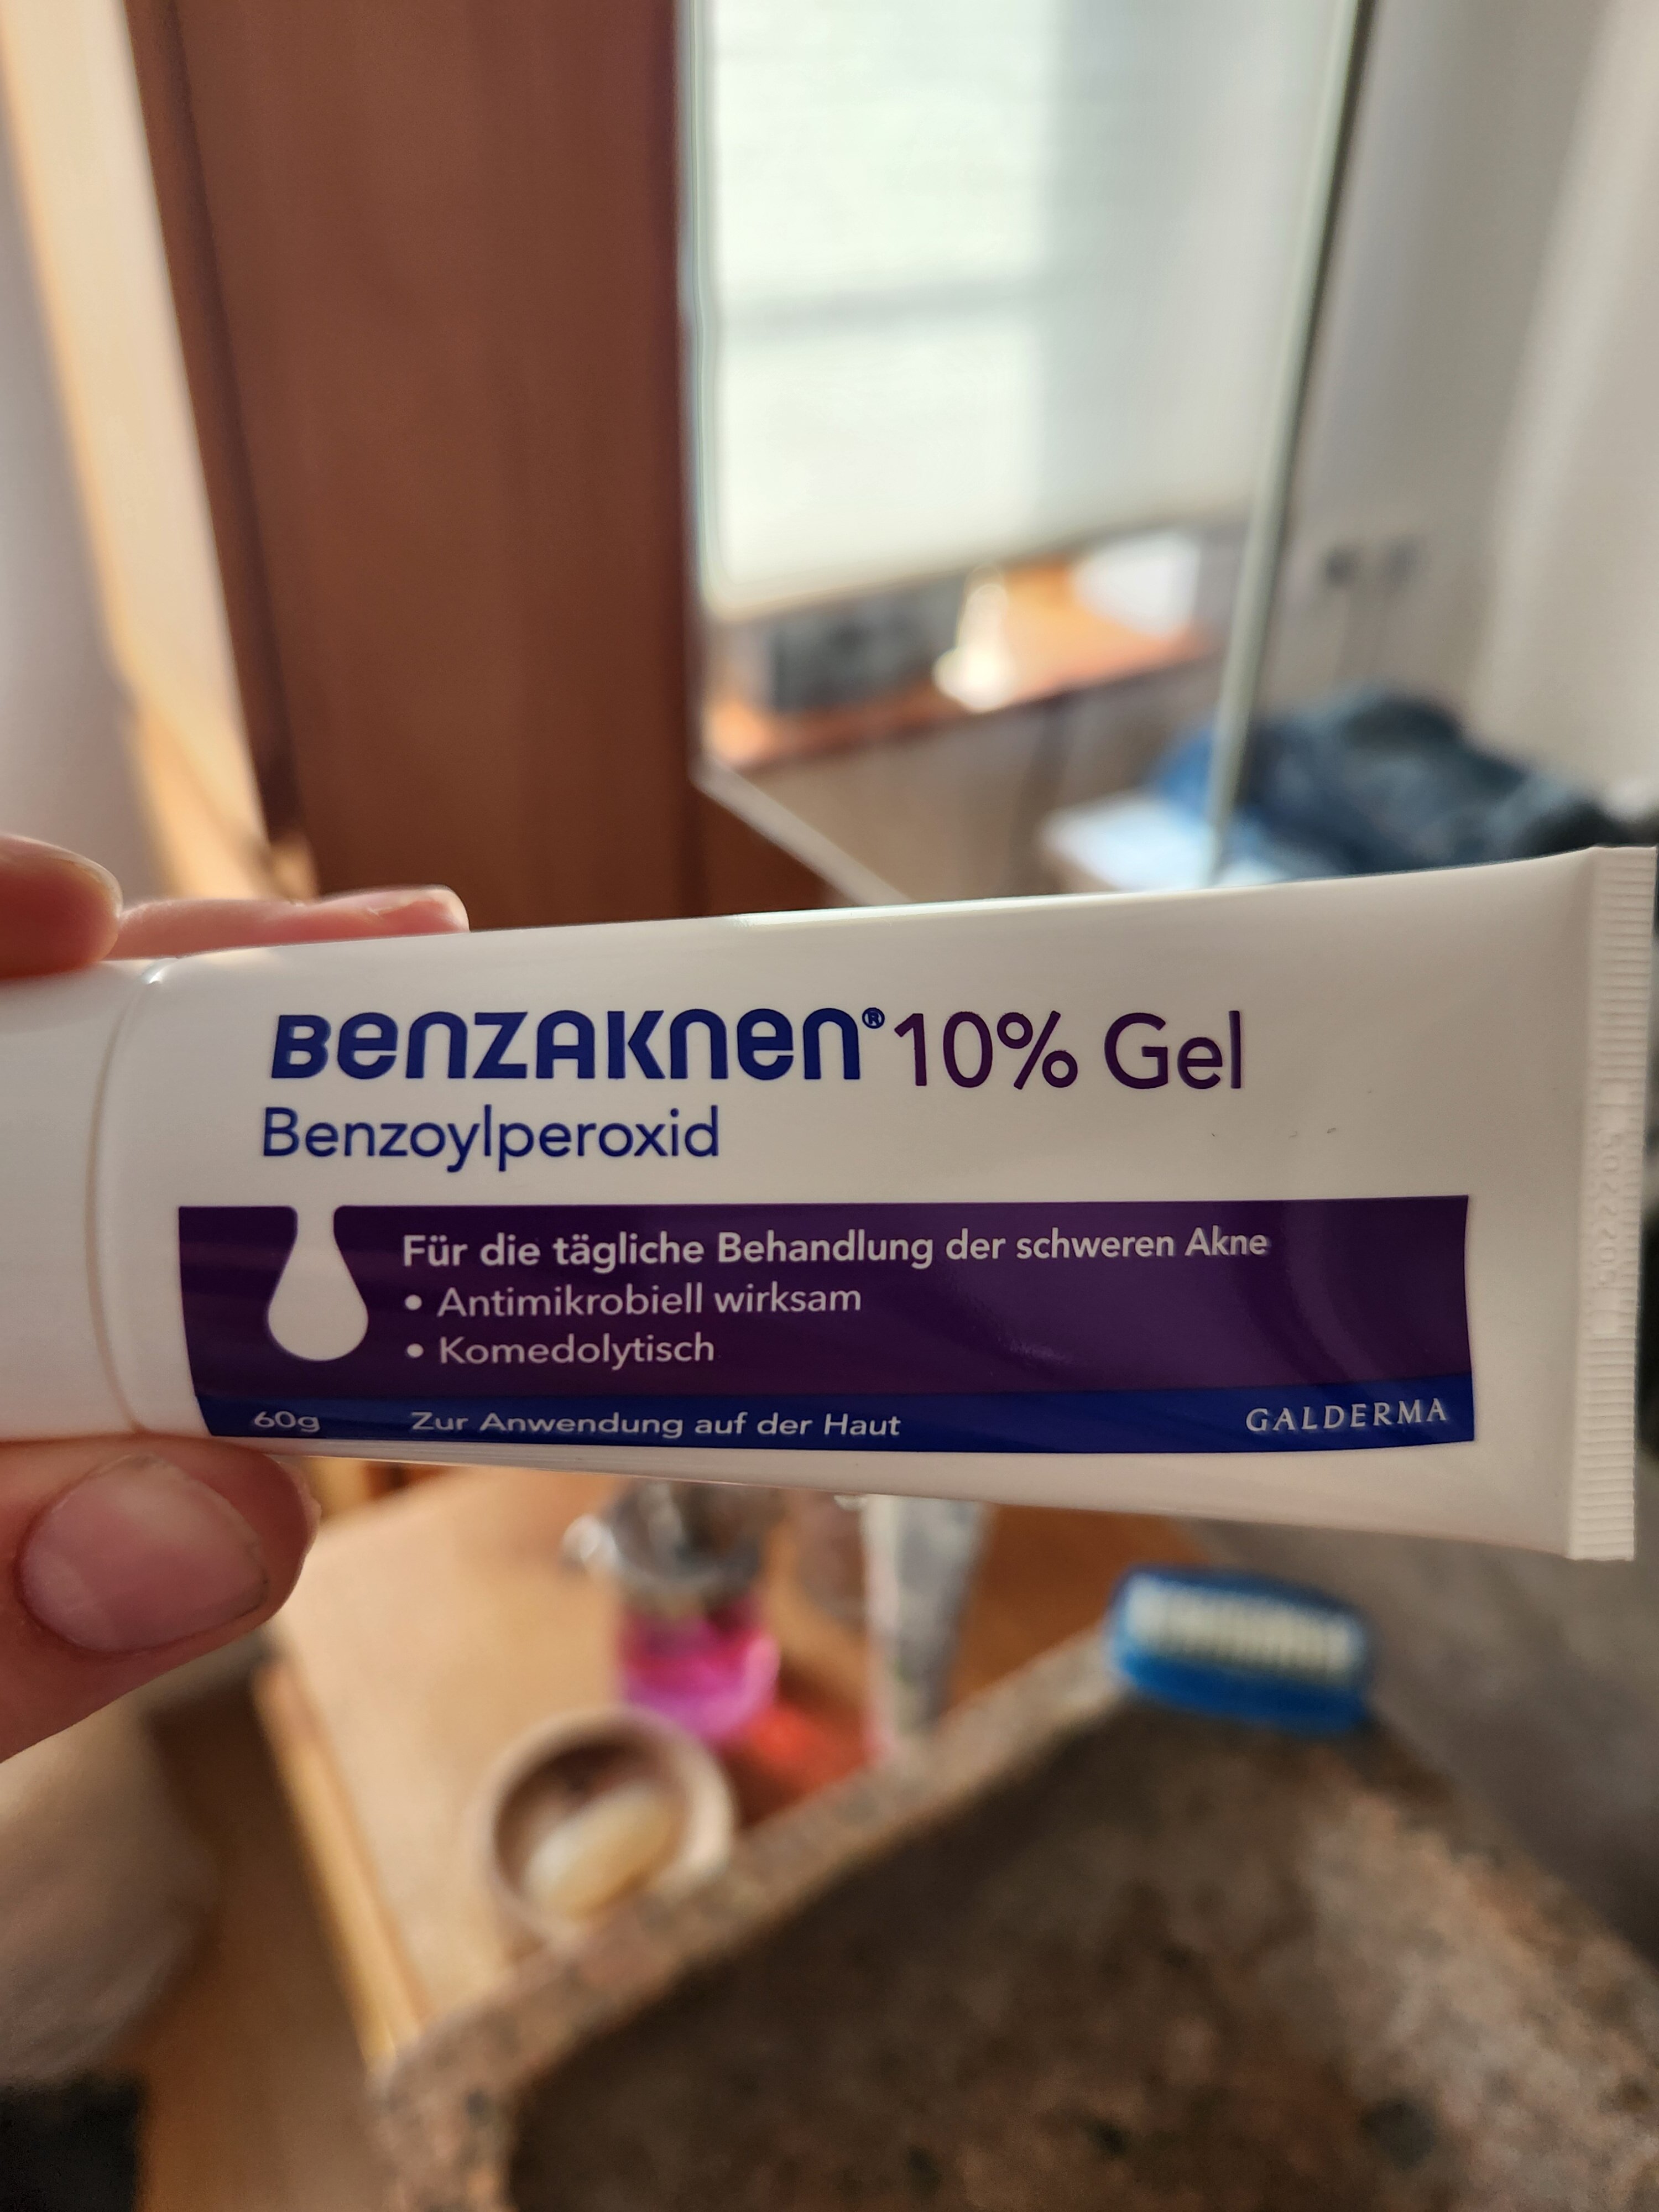 Benzaknen® 10% Gel
Benzoylperoxid
Für die tägliche Behandlung der schweren Akne
• Antimikrobiell wirksam
• Komedolytisch
60g Zur Anwendung auf der Haut GALDERMA